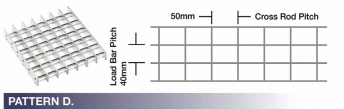 50mm
Cross Rod Pitch
Load Bar Pitch
40mm
PATTERN D.